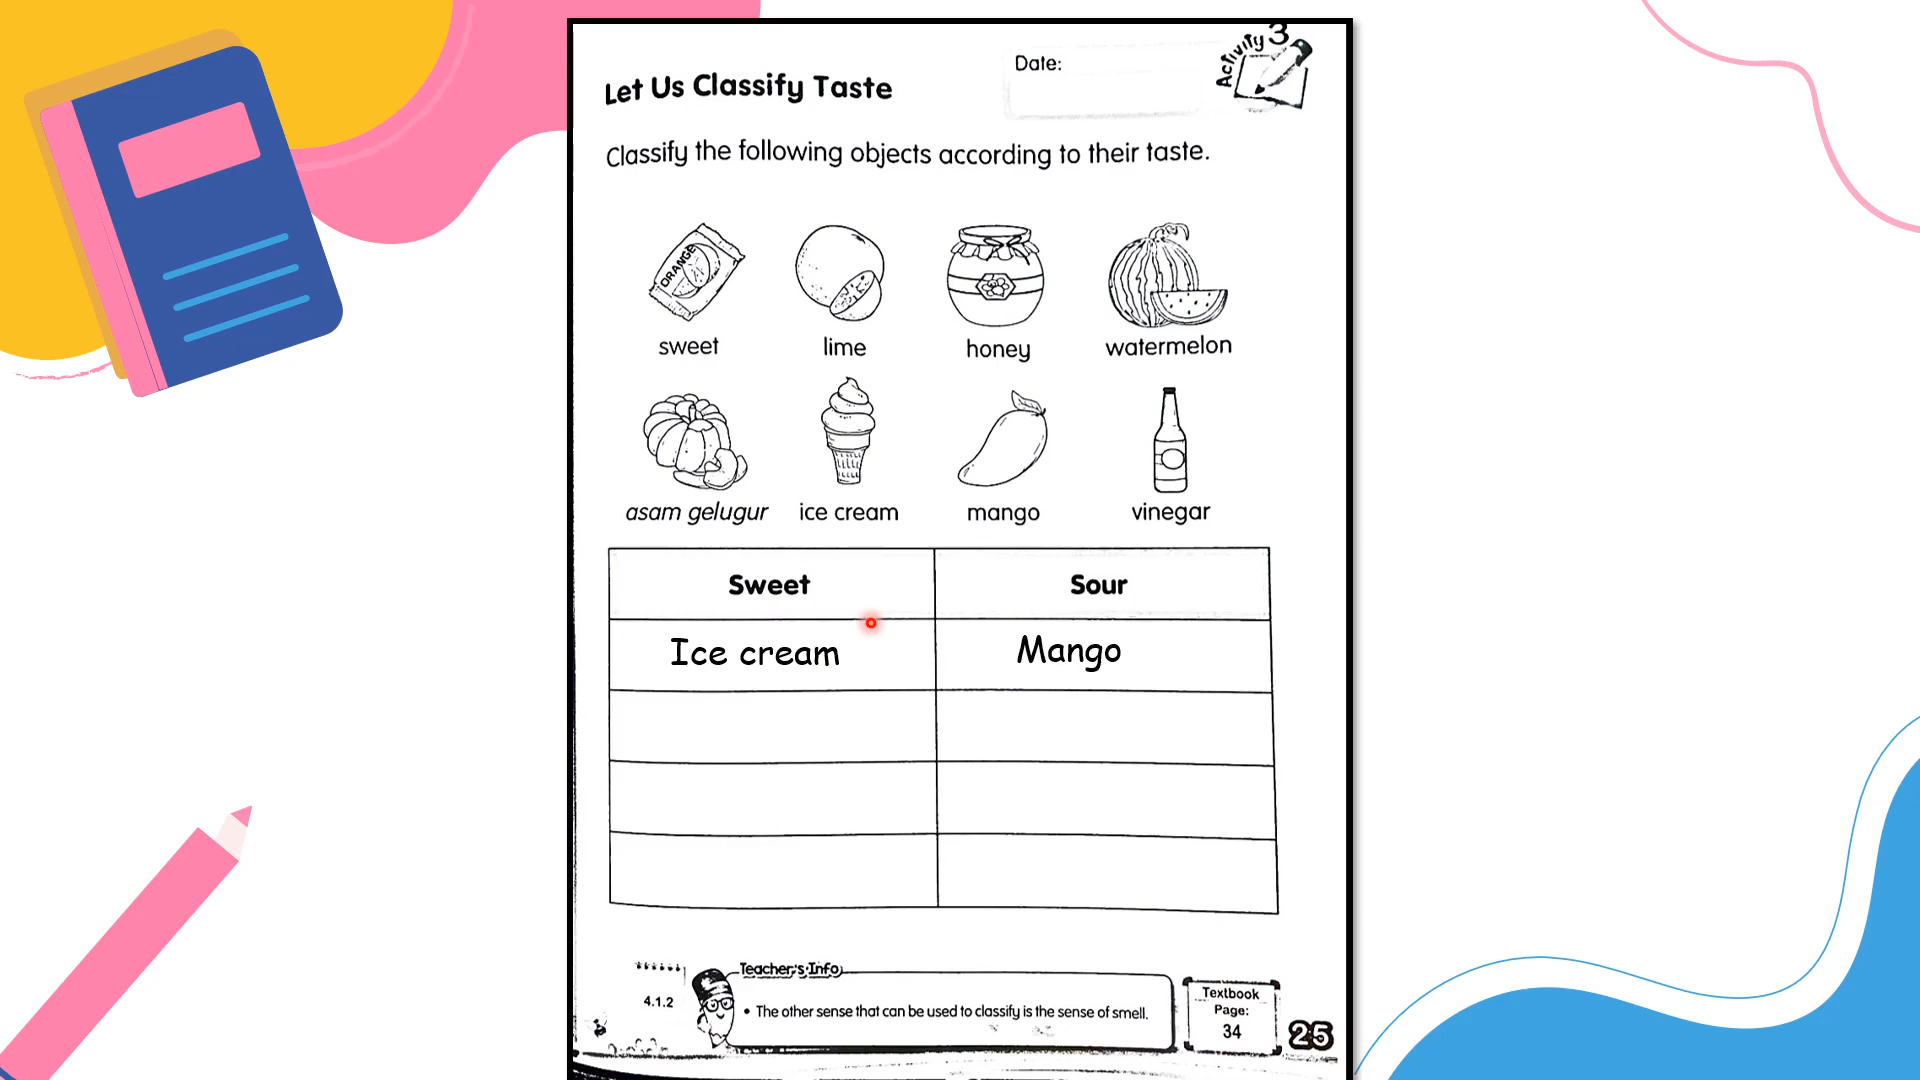 Activity 3
Date:
Let Us Classify Taste
Classify the following objects according to their taste.
ORANGE
sweet lime honey watermelon
asam gelugur ice cream mango vinegar
Sweet Sour
Ice cream Mango
Teacher's Info
4.1.2
• The other sense that can be used to classify is the sense of smell.
Textbook
Page:
34
25